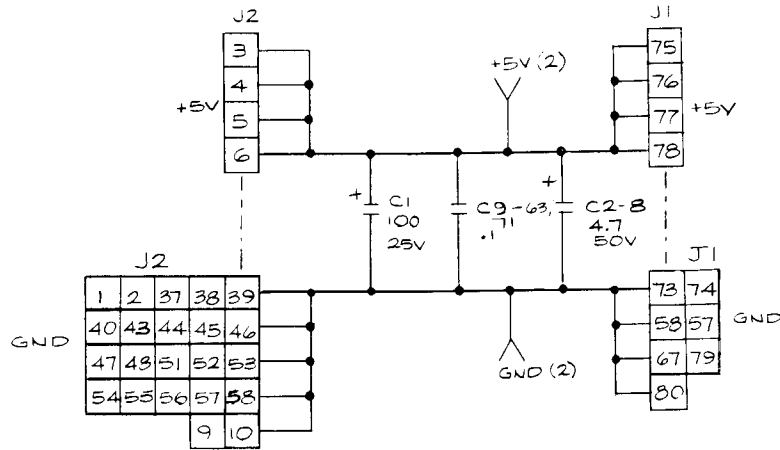 J2
3
4
5
6
+5V
J1
75
76
77
78
+5V
+5V (2)
+
C1
100
25V
C9-63,
71
.1
+
C2-8
4.7
50V
J2
1 2 37 38 39
40 43 44 45 46
47 48 51 52 53
54 55 56 57 58
9 10
GND
GND (2)
J1
73 74
58 57
67 79
80
GND